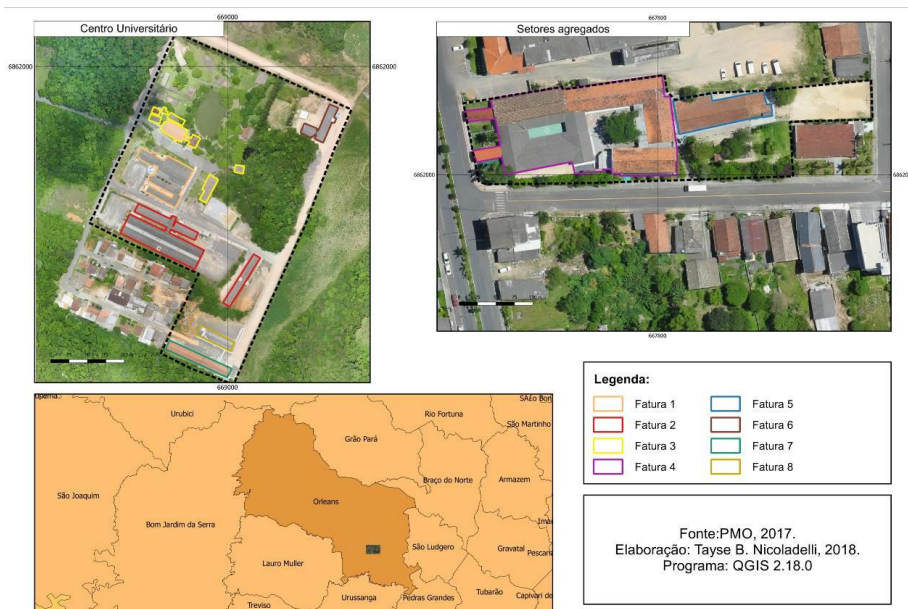 Centro Universitário
669000
6862000
6862000
669000
Setores agregados
667800
6862000
667800
Urubici
Rio Fortuna
São Martinho
Grão Pará
Braço do Norte
Armazem
São Joaquim
Orleans
Bom Jardim da Serra
São Ludgero
Gravatal
Lauro Muller
Treviso
Urussanga
Pedras Grandes
Tubarão
Capivari de
Legenda:
Fatura 1
Fatura 2
Fatura 3
Fatura 4
Fatura 5
Fatura 6
Fatura 7
Fatura 8
Fonte:PMO, 2017.
Elaboração: Tayse B. Nicoladelli, 2018.
Programa: QGIS 2.18.0